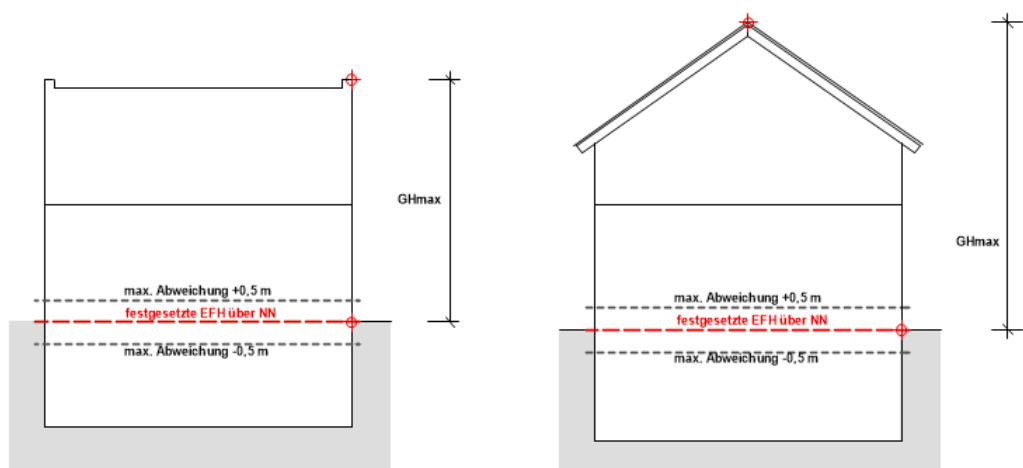 GHmax
max. Abweichung +0,5 m
festgesetzte EFH über NN
max. Abweichung -0,5 m
GHmax
max. Abweichung +0,5 m
festgesetzte EFH über NN
max. Abweichung -0,5 m